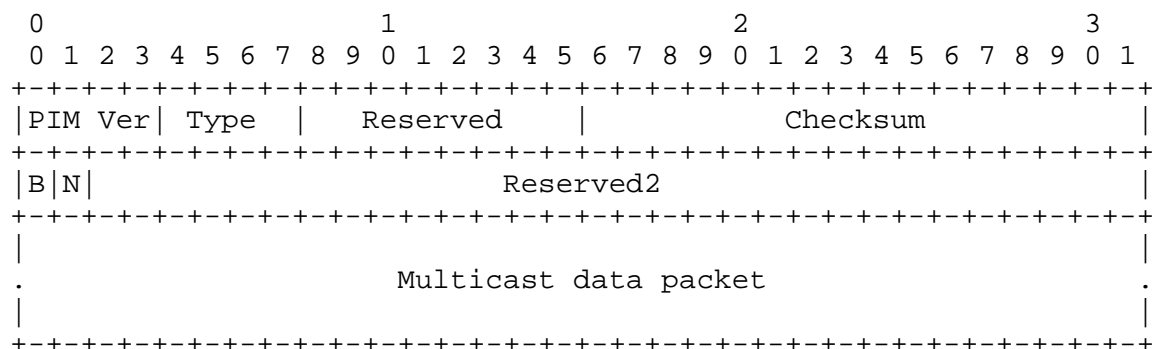 0                   1                   2                   3
 0 1 2 3 4 5 6 7 8 9 0 1 2 3 4 5 6 7 8 9 0 1 2 3 4 5 6 7 8 9 0 1
+-+-+-+-+-+-+-+-+-+-+-+-+-+-+-+-+-+-+-+-+-+-+-+-+-+-+-+-+-+-+-+-+
|PIM Ver| Type  |   Reserved    |           Checksum            |
+-+-+-+-+-+-+-+-+-+-+-+-+-+-+-+-+-+-+-+-+-+-+-+-+-+-+-+-+-+-+-+-+
|B|N|                       Reserved2                           |
+-+-+-+-+-+-+-+-+-+-+-+-+-+-+-+-+-+-+-+-+-+-+-+-+-+-+-+-+-+-+-+-+
|                                                               |
.                     Multicast data packet                     .
|                                                               |
+-+-+-+-+-+-+-+-+-+-+-+-+-+-+-+-+-+-+-+-+-+-+-+-+-+-+-+-+-+-+-+-+